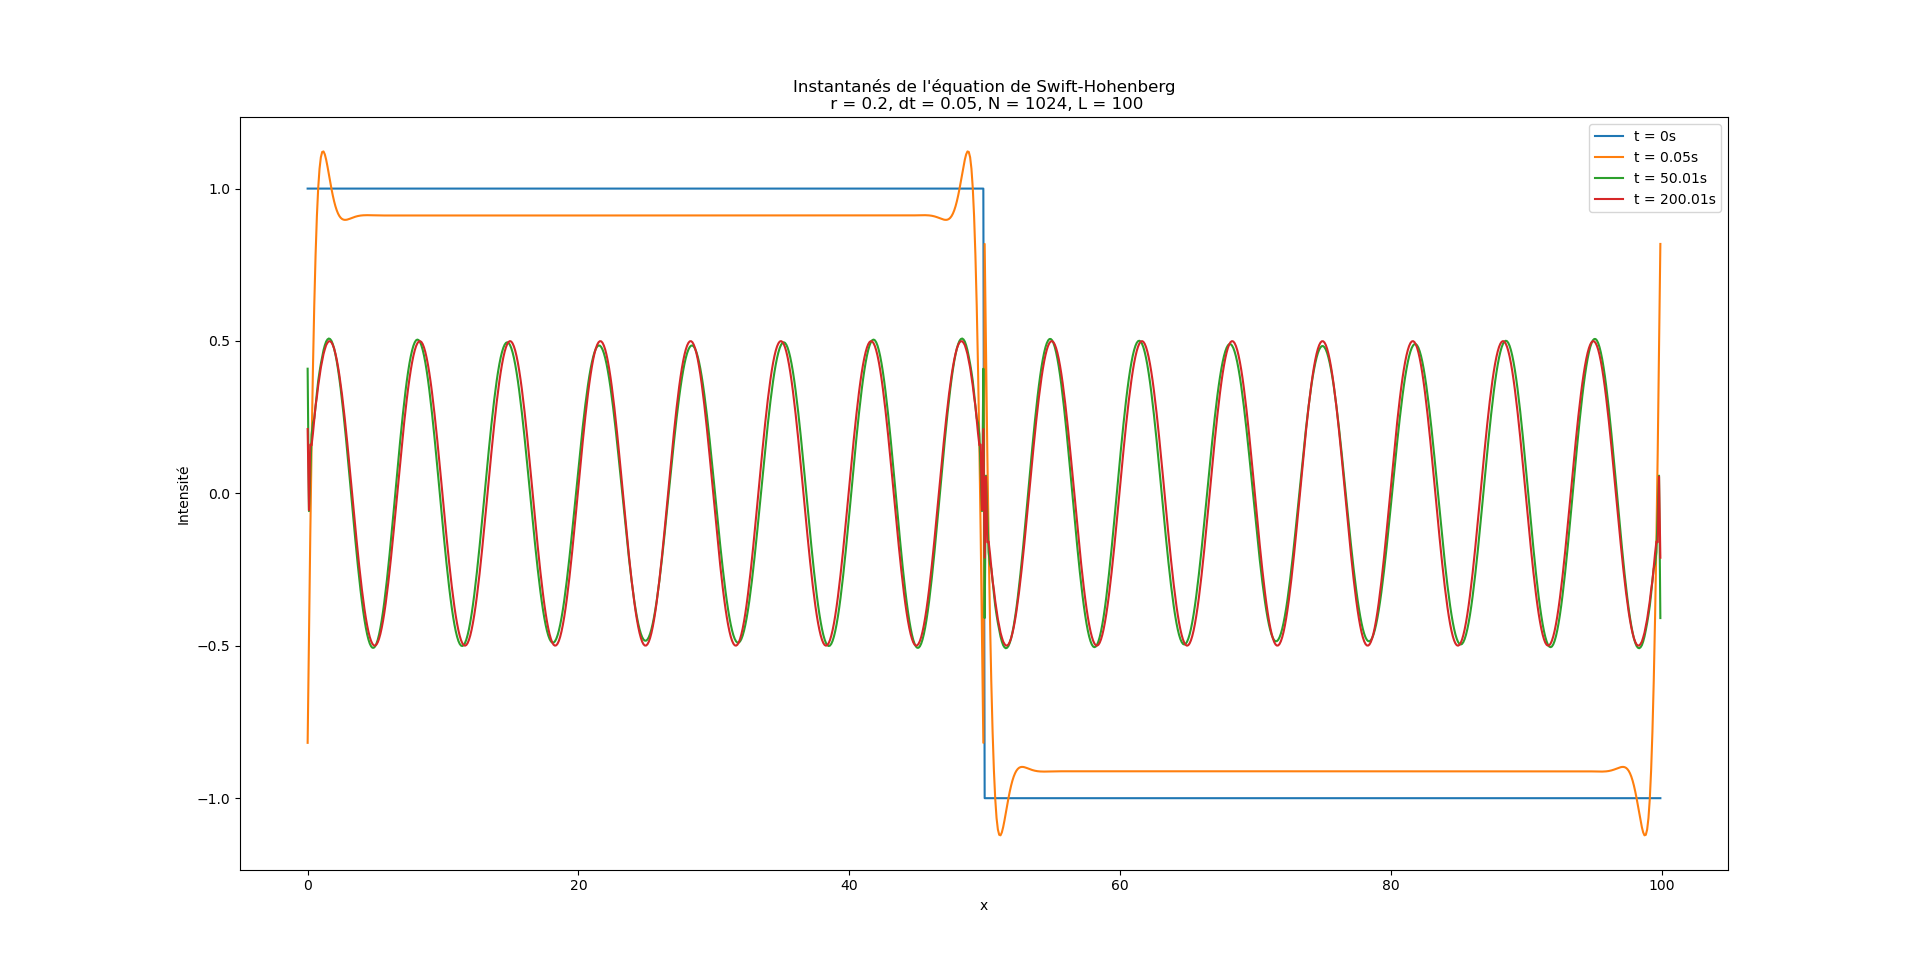 Instantanés de l'équation de Swift-Hohenberg
r = 0.2, dt = 0.05, N = 1024, L = 100
t = 0s
t = 0.05s
t = 50.01s
t = 200.01s
1.0
0.5
0.0
−0.5
−1.0
Intensité
0 20 40 60 80 100
x